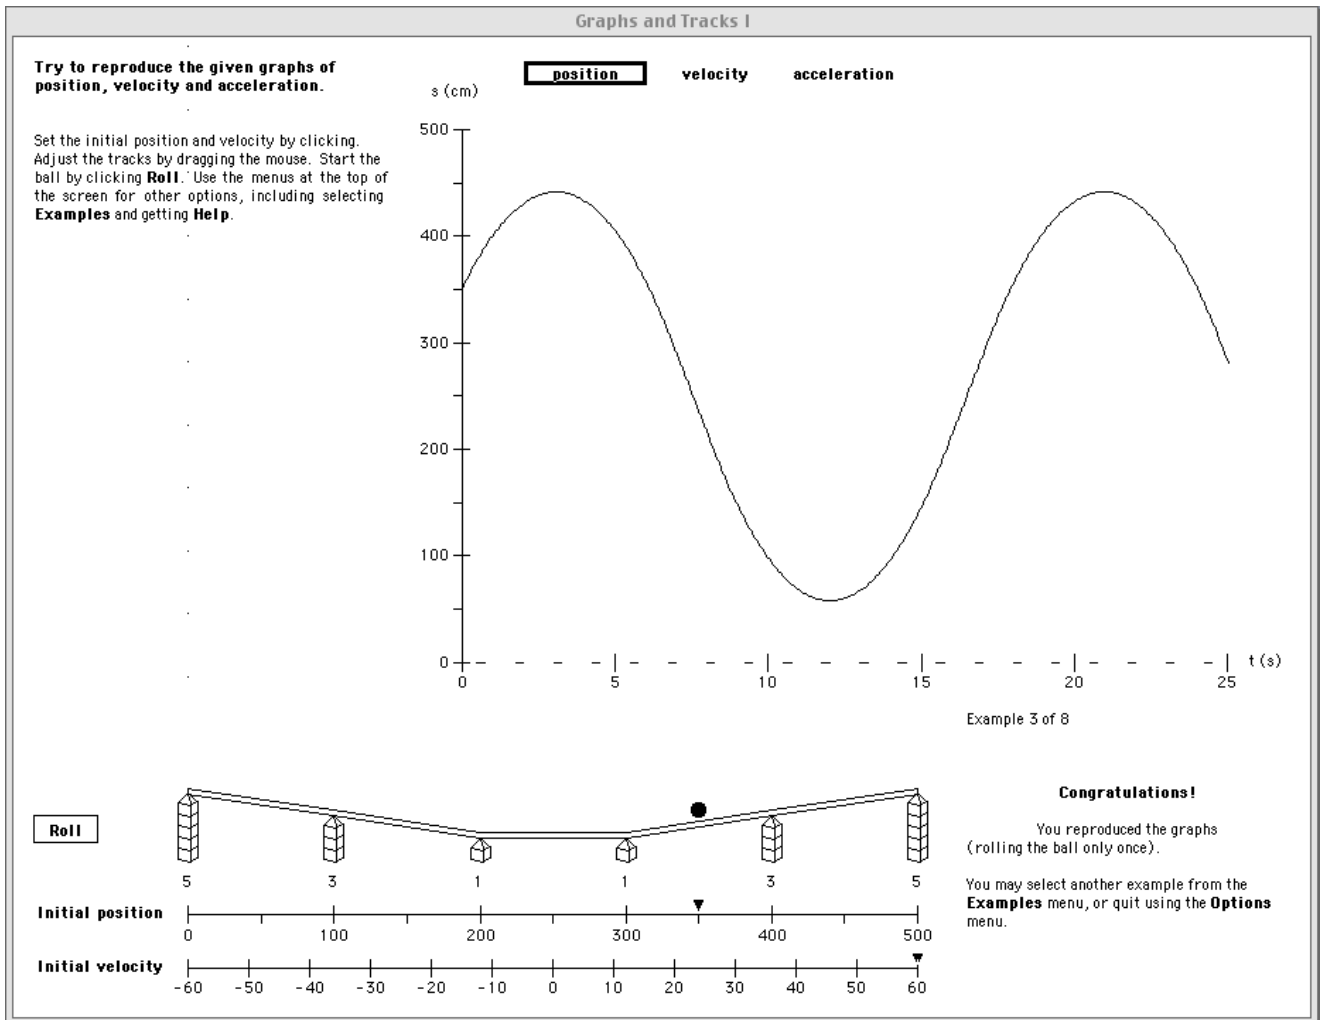 Graphs and Tracks I
Try to reproduce the given graphs of
position, velocity and acceleration.
Set the initial position and velocity by clicking.
Adjust the tracks by dragging the mouse. Start the
ball by clicking Roll. Use the menus at the top of
the screen for other options, including selecting
Examples and getting Help.
position velocity acceleration
s (cm)
500
400
300
200
100
0
0 5 10 15 20 25
t (s)
Example 3 of 8
Roll
5 3 1 1 3 5
Initial position
0 100 200 300 400 500
Initial velocity
-60 -50 -40 -30 -20 -10 0 10 20 30 40 50 60
Congratulations!
You reproduced the graphs
(rolling the ball only once).
You may select another example from the
Examples menu, or quit using the Options
menu.